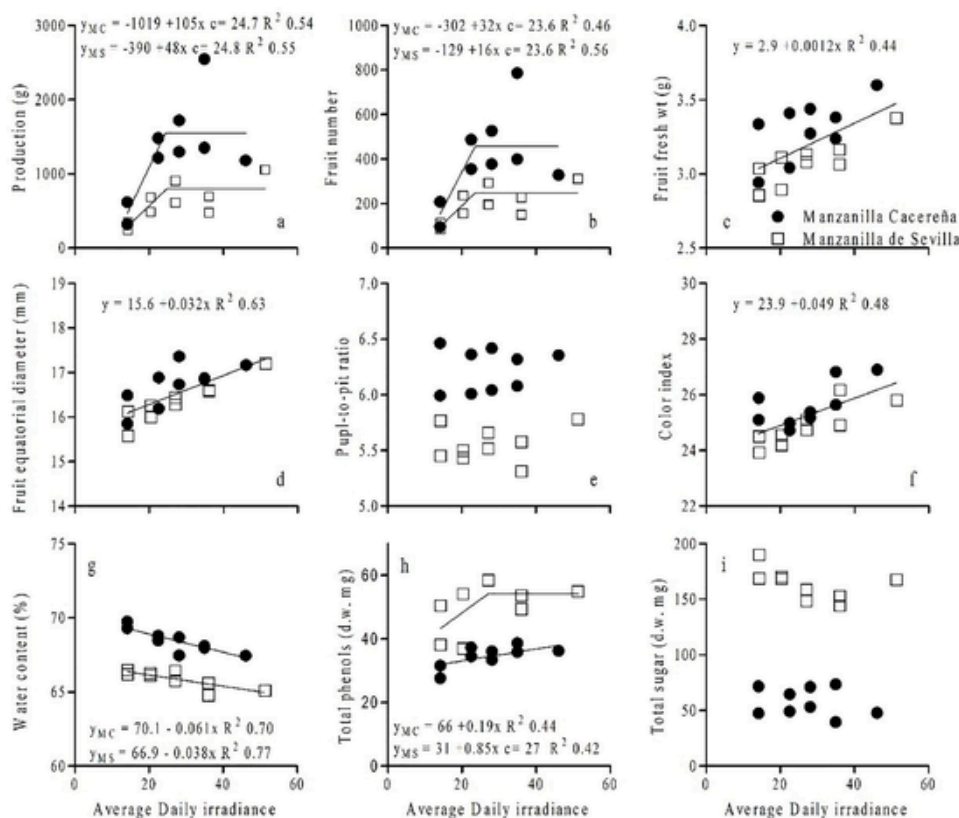 y_MC = -1019 +105x c= 24.7 R² 0.54
y_MS = -390 +48x c= 24.8 R² 0.55
3000
2000
1000
0
Production (g)
a
y_MC = -302 +32x c= 23.6 R² 0.46
y_MS = -129 +16x c= 23.6 R² 0.56
1000
800
600
400
200
0
Fruit number
b
y = 2.9 +0.0012x R² 0.44
4.0
3.5
3.0
2.5
Fruit fresh wt (g)
c
Manzanilla Cacereña
Manzanilla de Sevilla
y = 15.6 +0.032x R² 0.63
19
18
17
16
15
14
Fruit equatorial diameter (mm)
d
7.0
6.5
6.0
5.5
5.0
Pupl-to-pit ratio
e
y = 23.9 +0.049 R² 0.48
30
28
26
24
22
Color index
f
g
75
70
65
60
Water content (%)
y_MC = 70.1 - 0.061x R² 0.70
y_MS = 66.9 - 0.038x R² 0.77
0 20 40 60
Average Daily irradiance
h
60
40
20
0
Total phenols (d.w. mg)
y_MC = 66 +0.19x R² 0.44
y_MS = 31 +0.85x c= 27 R² 0.42
0 20 40 60
Average Daily irradiance
i
200
150
100
50
0
Total sugar (d.w. mg)
0 20 40 60
Average Daily irradiance